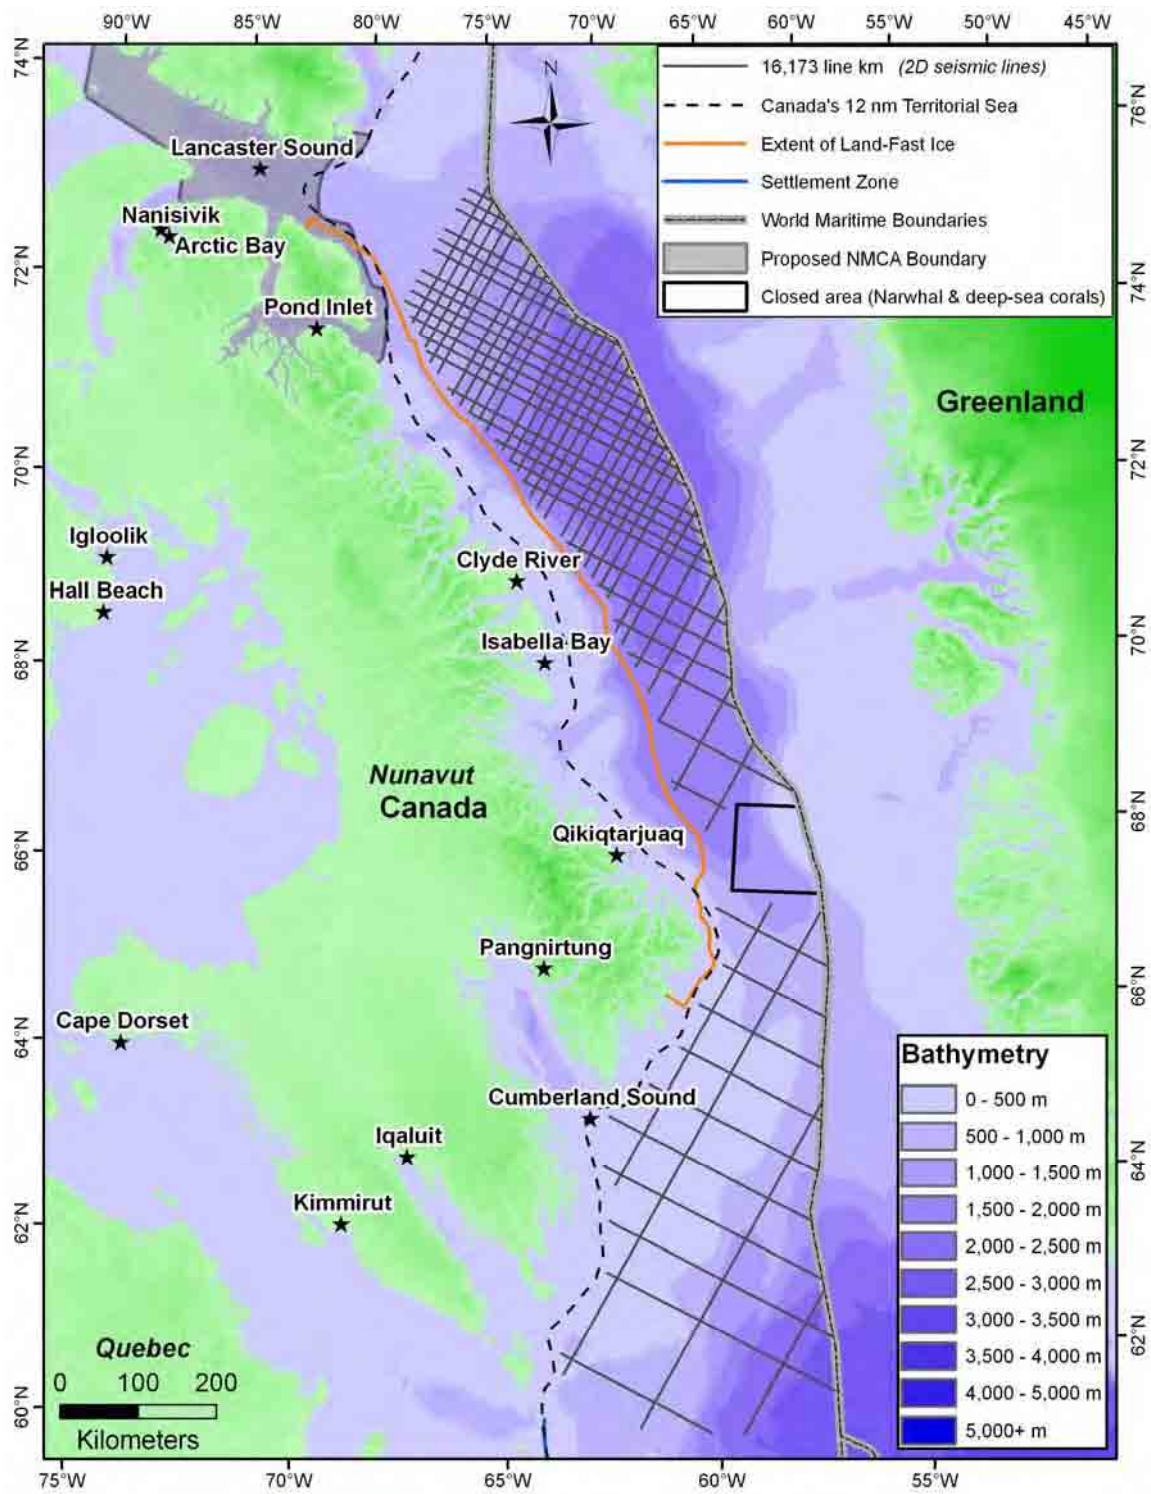 90°W 85°W 80°W 75°W 70°W 65°W 60°W 55°W 50°W 45°W
74°N
72°N
70°N
68°N
66°N
64°N
62°N
60°N
76°N
74°N
72°N
70°N
68°N
66°N
64°N
62°N
N
16,173 line km (2D seismic lines)
Canada's 12 nm Territorial Sea
Extent of Land-Fast Ice
Settlement Zone
World Maritime Boundaries
Proposed NMCA Boundary
Closed area (Narwhal & deep-sea corals)
Lancaster Sound
Nanisivik
Arctic Bay
Pond Inlet
Greenland
Igloolik
Hall Beach
Clyde River
Isabella Bay
Nunavut
Canada
Qikiqtarjuaq
Pangnirtung
Cape Dorset
Cumberland Sound
Iqaluit
Kimmirut
Quebec
0 100 200
Kilometers
Bathymetry
0 - 500 m
500 - 1,000 m
1,000 - 1,500 m
1,500 - 2,000 m
2,000 - 2,500 m
2,500 - 3,000 m
3,000 - 3,500 m
3,500 - 4,000 m
4,000 - 5,000 m
5,000+ m
75°W 70°W 65°W 60°W 55°W